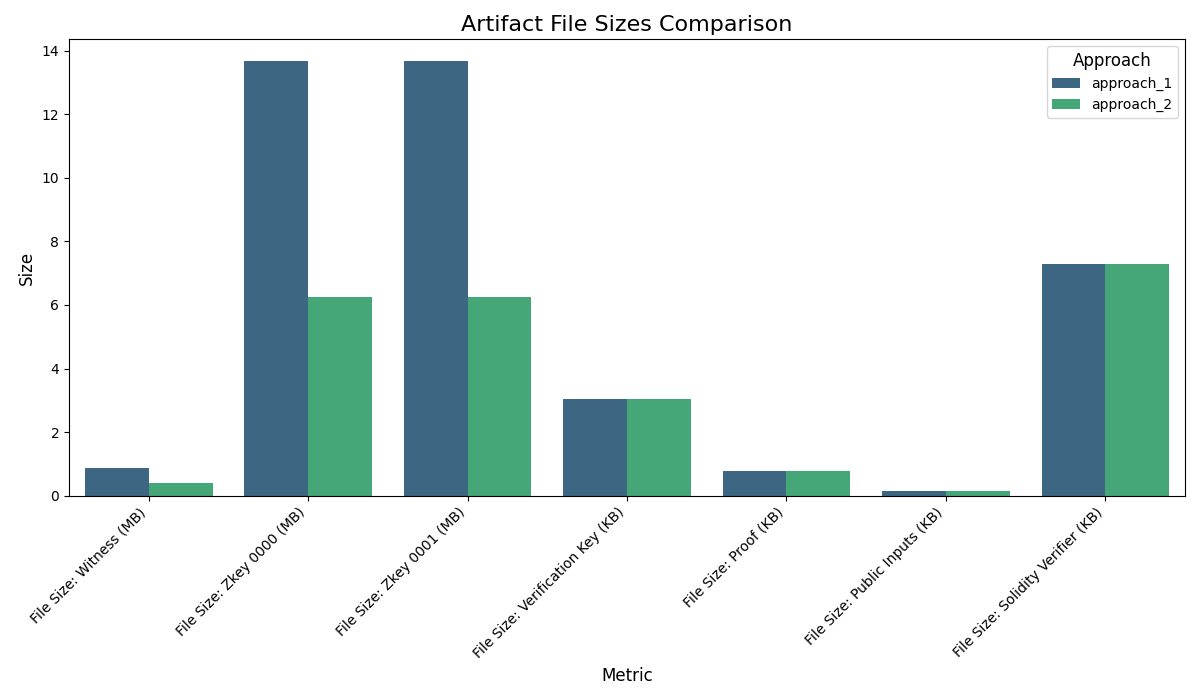 Artifact File Sizes Comparison
Approach
approach_1
approach_2
Size
14
12
10
8
6
4
2
0
File Size: Witness (MB)
File Size: Zkey 0000 (MB)
File Size: Zkey 0001 (MB)
File Size: Verification Key (KB)
File Size: Proof (KB)
File Size: Public Inputs (KB)
File Size: Solidity Verifier (KB)
Metric